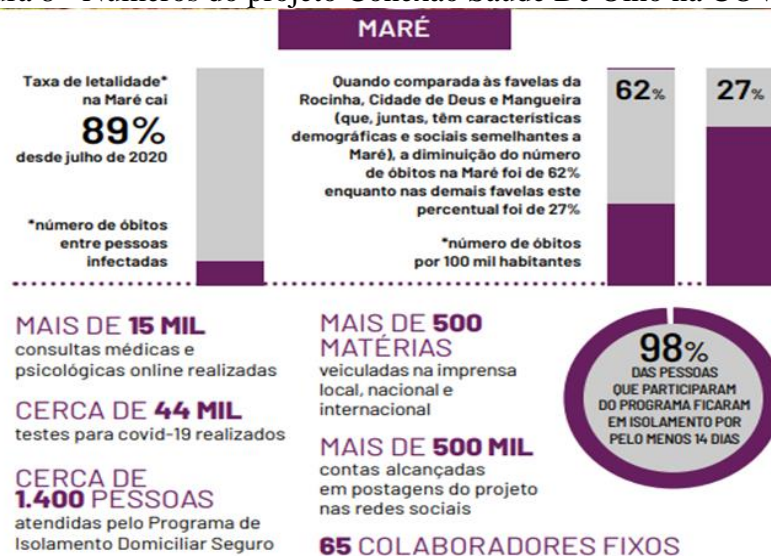 MARÉ
Taxa de letalidade*
na Maré cai
89%
desde julho de 2020
*número de óbitos
entre pessoas
infectadas
Quando comparada às favelas da
Rocinha, Cidade de Deus e Mangueira
(que, juntas, têm características
demográficas e sociais semelhantes a
Maré), a diminuição do número
de óbitos na Maré foi de 62%
enquanto nas demais favelas este
percentual foi de 27%
*número de óbitos
por 100 mil habitantes
62%
27%
MAIS DE 15 MIL
consultas médicas e
psicológicas online realizadas
CERCA DE 44 MIL
testes para covid-19 realizados
CERCA DE
1.400 PESSOAS
atendidas pelo Programa de
Isolamento Domiciliar Seguro
MAIS DE 500
MATÉRIAS
veiculadas na imprensa
local, nacional e
internacional
MAIS DE 500 MIL
contas alcançadas
em postagens do projeto
nas redes sociais
65 COLABORADORES FIXOS
98%
DAS PESSOAS
QUE PARTICIPARAM
DO PROGRAMA FICARAM
EM ISOLAMENTO POR
PELO MENOS 14 DIAS